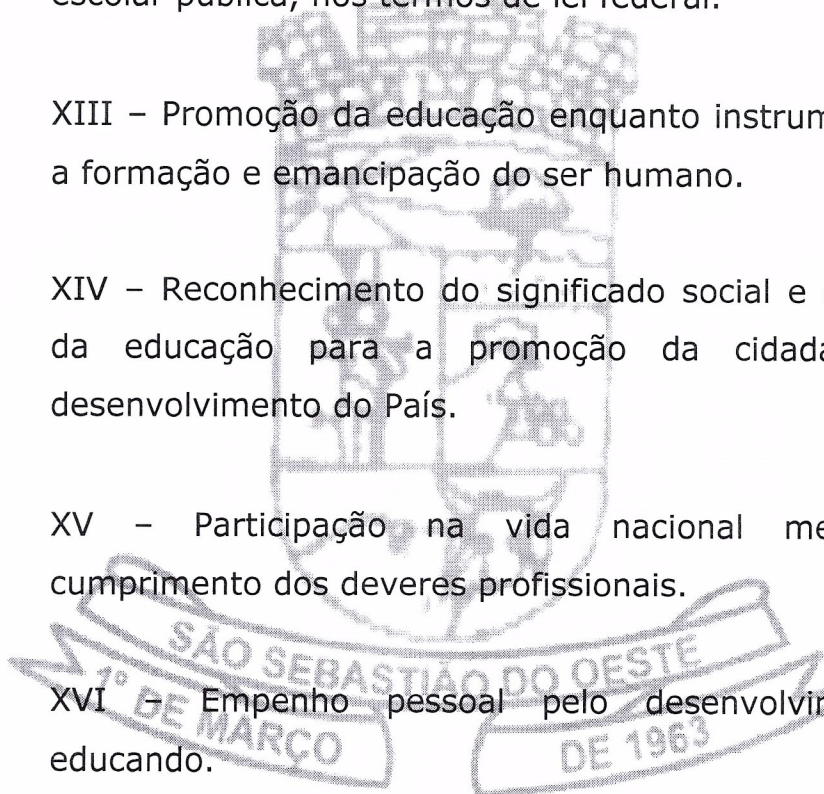 escolar pública, nos termos de lei federal.
XIII – Promoção da educação enquanto instrum
a formação e emancipação do ser humano.
XIV – Reconhecimento do significado social e
da educação para a promoção da cidada
desenvolvimento do País.
XV – Participação na vida nacional me
cumprimento dos deveres profissionais.
SÃO SEBASTIÃO DO OESTE
XVI – Empenho pessoal pelo desenvolvi
1º DE MARÇO DE 1963
educando.